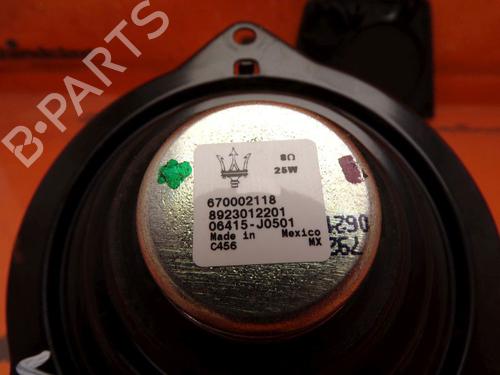 B-PARTS
8Ω
25W
670002118
8923012201
06415-J0501
Made in Mexico
C456 MX